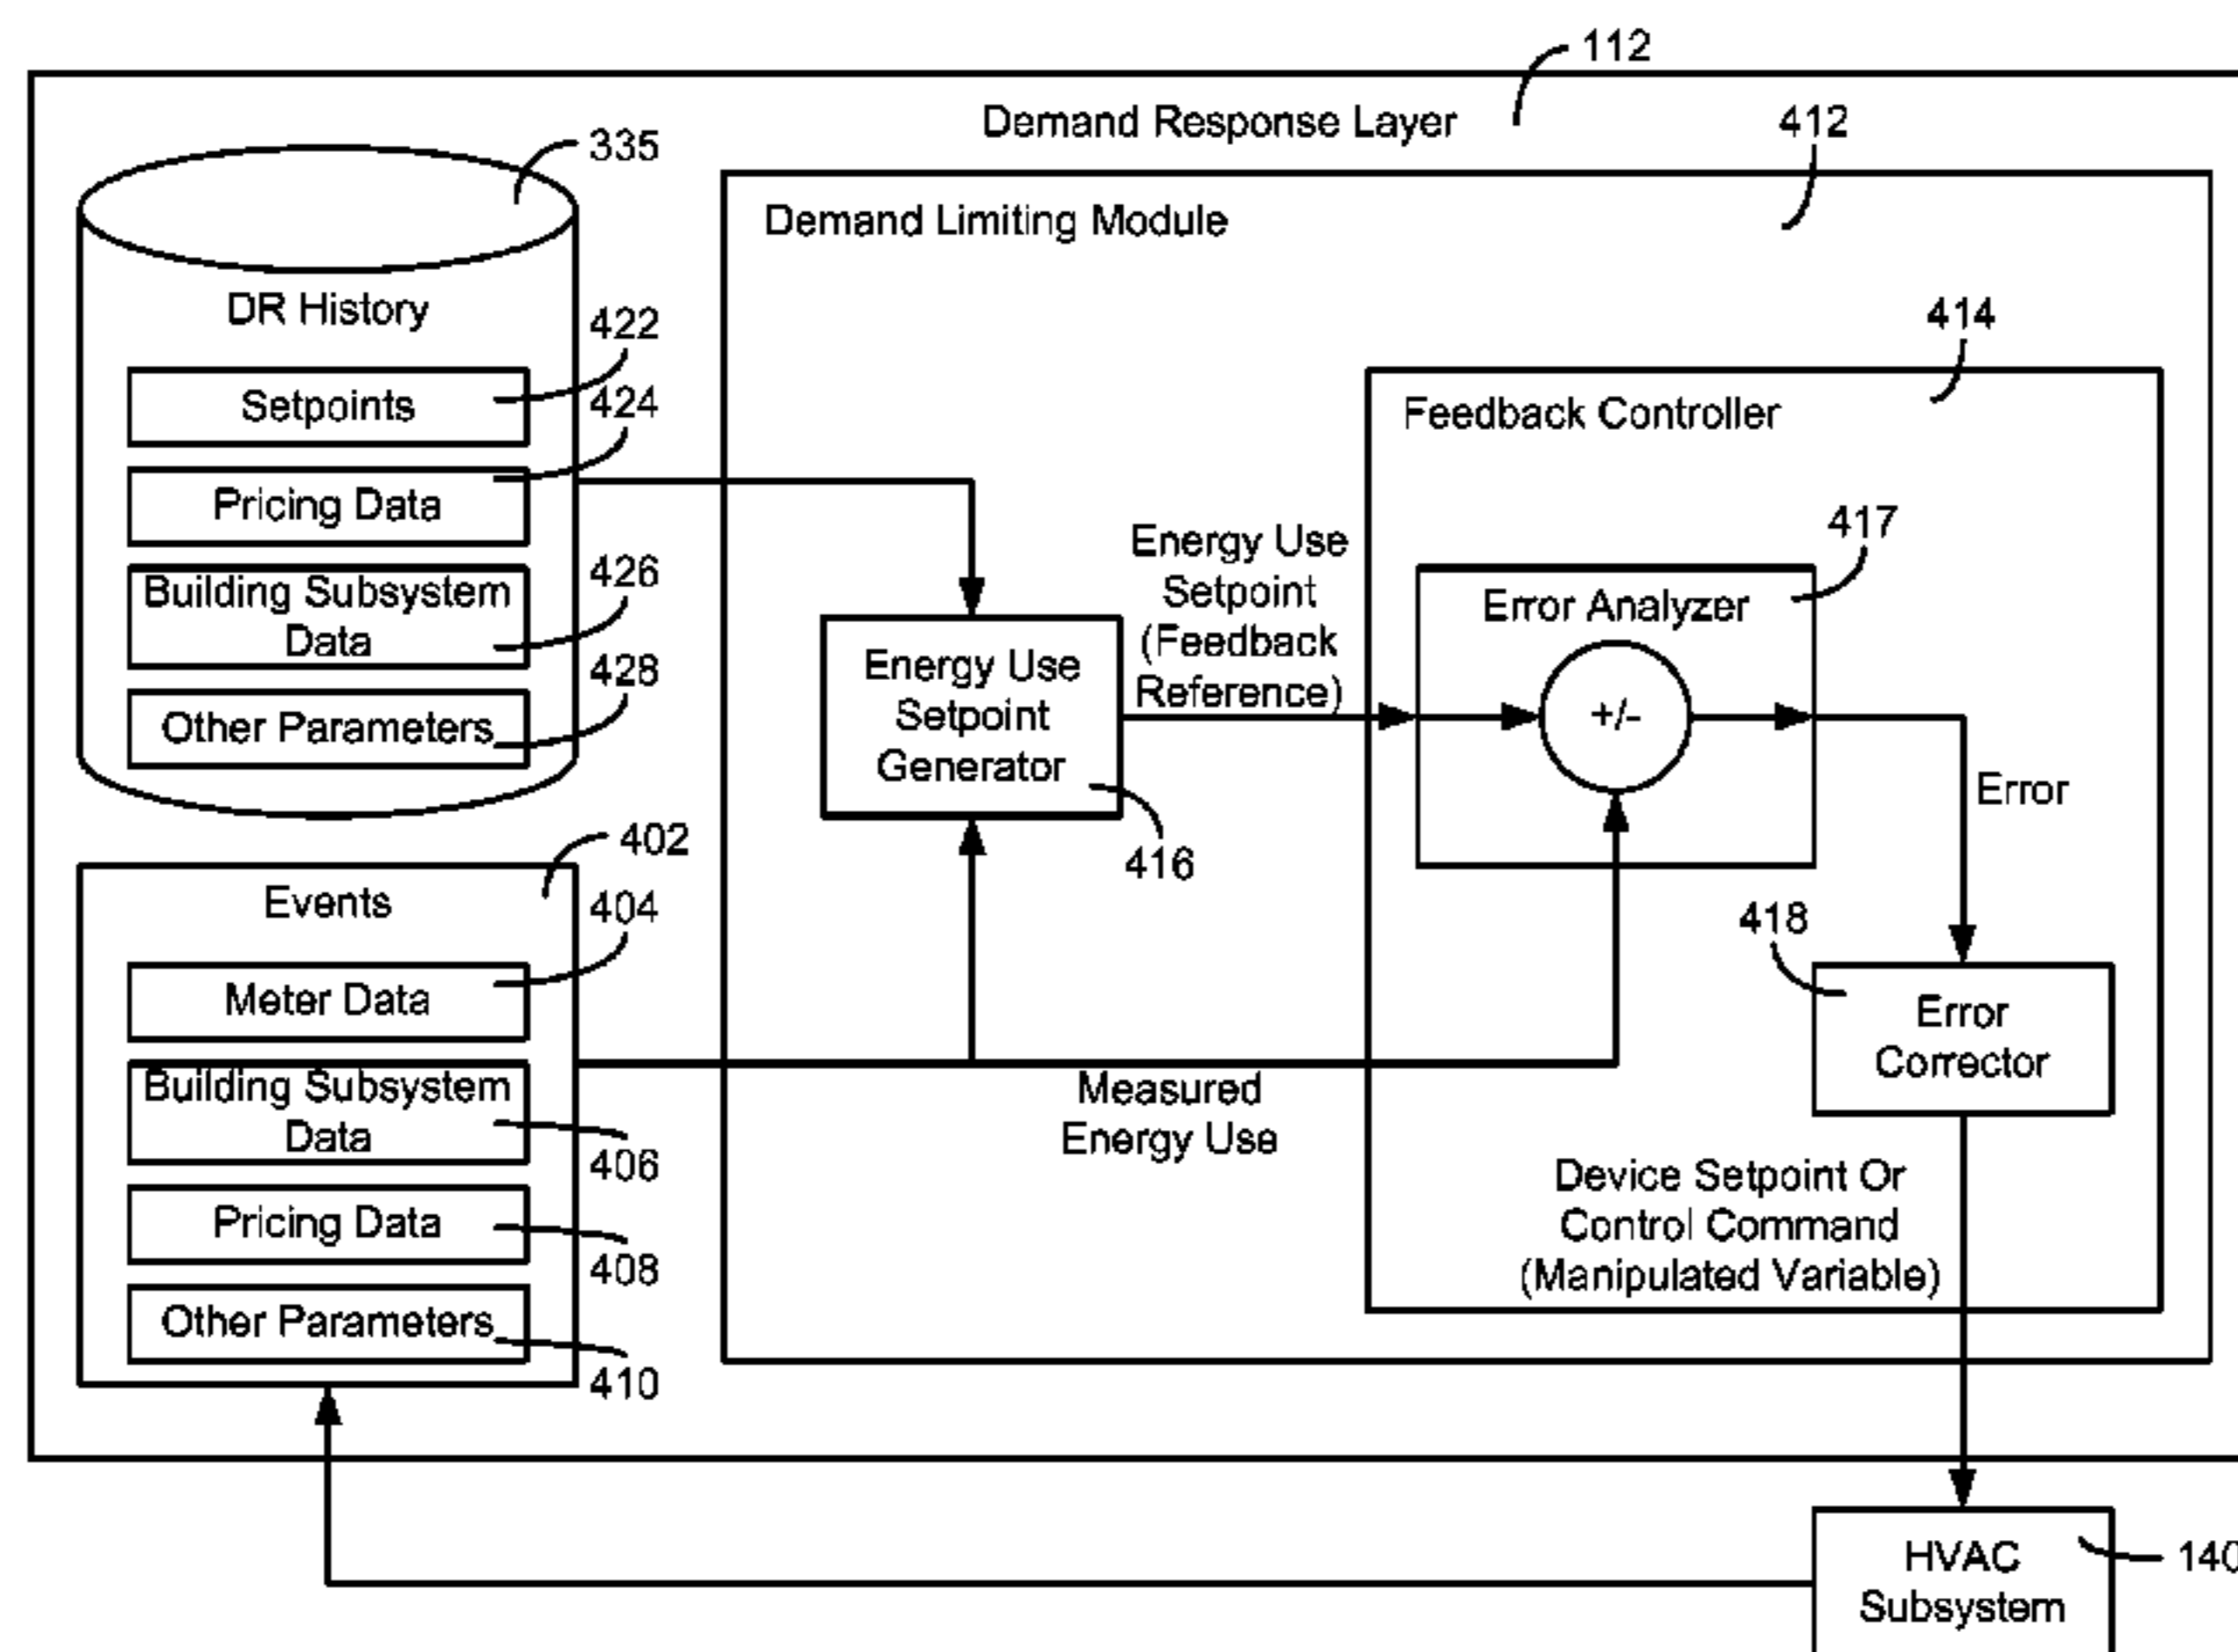 112
Demand Response Layer
412
335
Demand Limiting Module
DR History
422
Setpoints
424
Pricing Data
426
Building Subsystem
Data
428
Other Parameters
414
Feedback Controller
417
Energy Use
Setpoint
(Feedback
Reference)
Error Analyzer
+/-
Energy Use
Setpoint
Generator
416
Error
402
Events
404
Meter Data
Building Subsystem
Data
406
Pricing Data
408
Other Parameters
410
418
Error
Corrector
Measured
Energy Use
Device Setpoint Or
Control Command
(Manipulated Variable)
HVAC
Subsystem
140